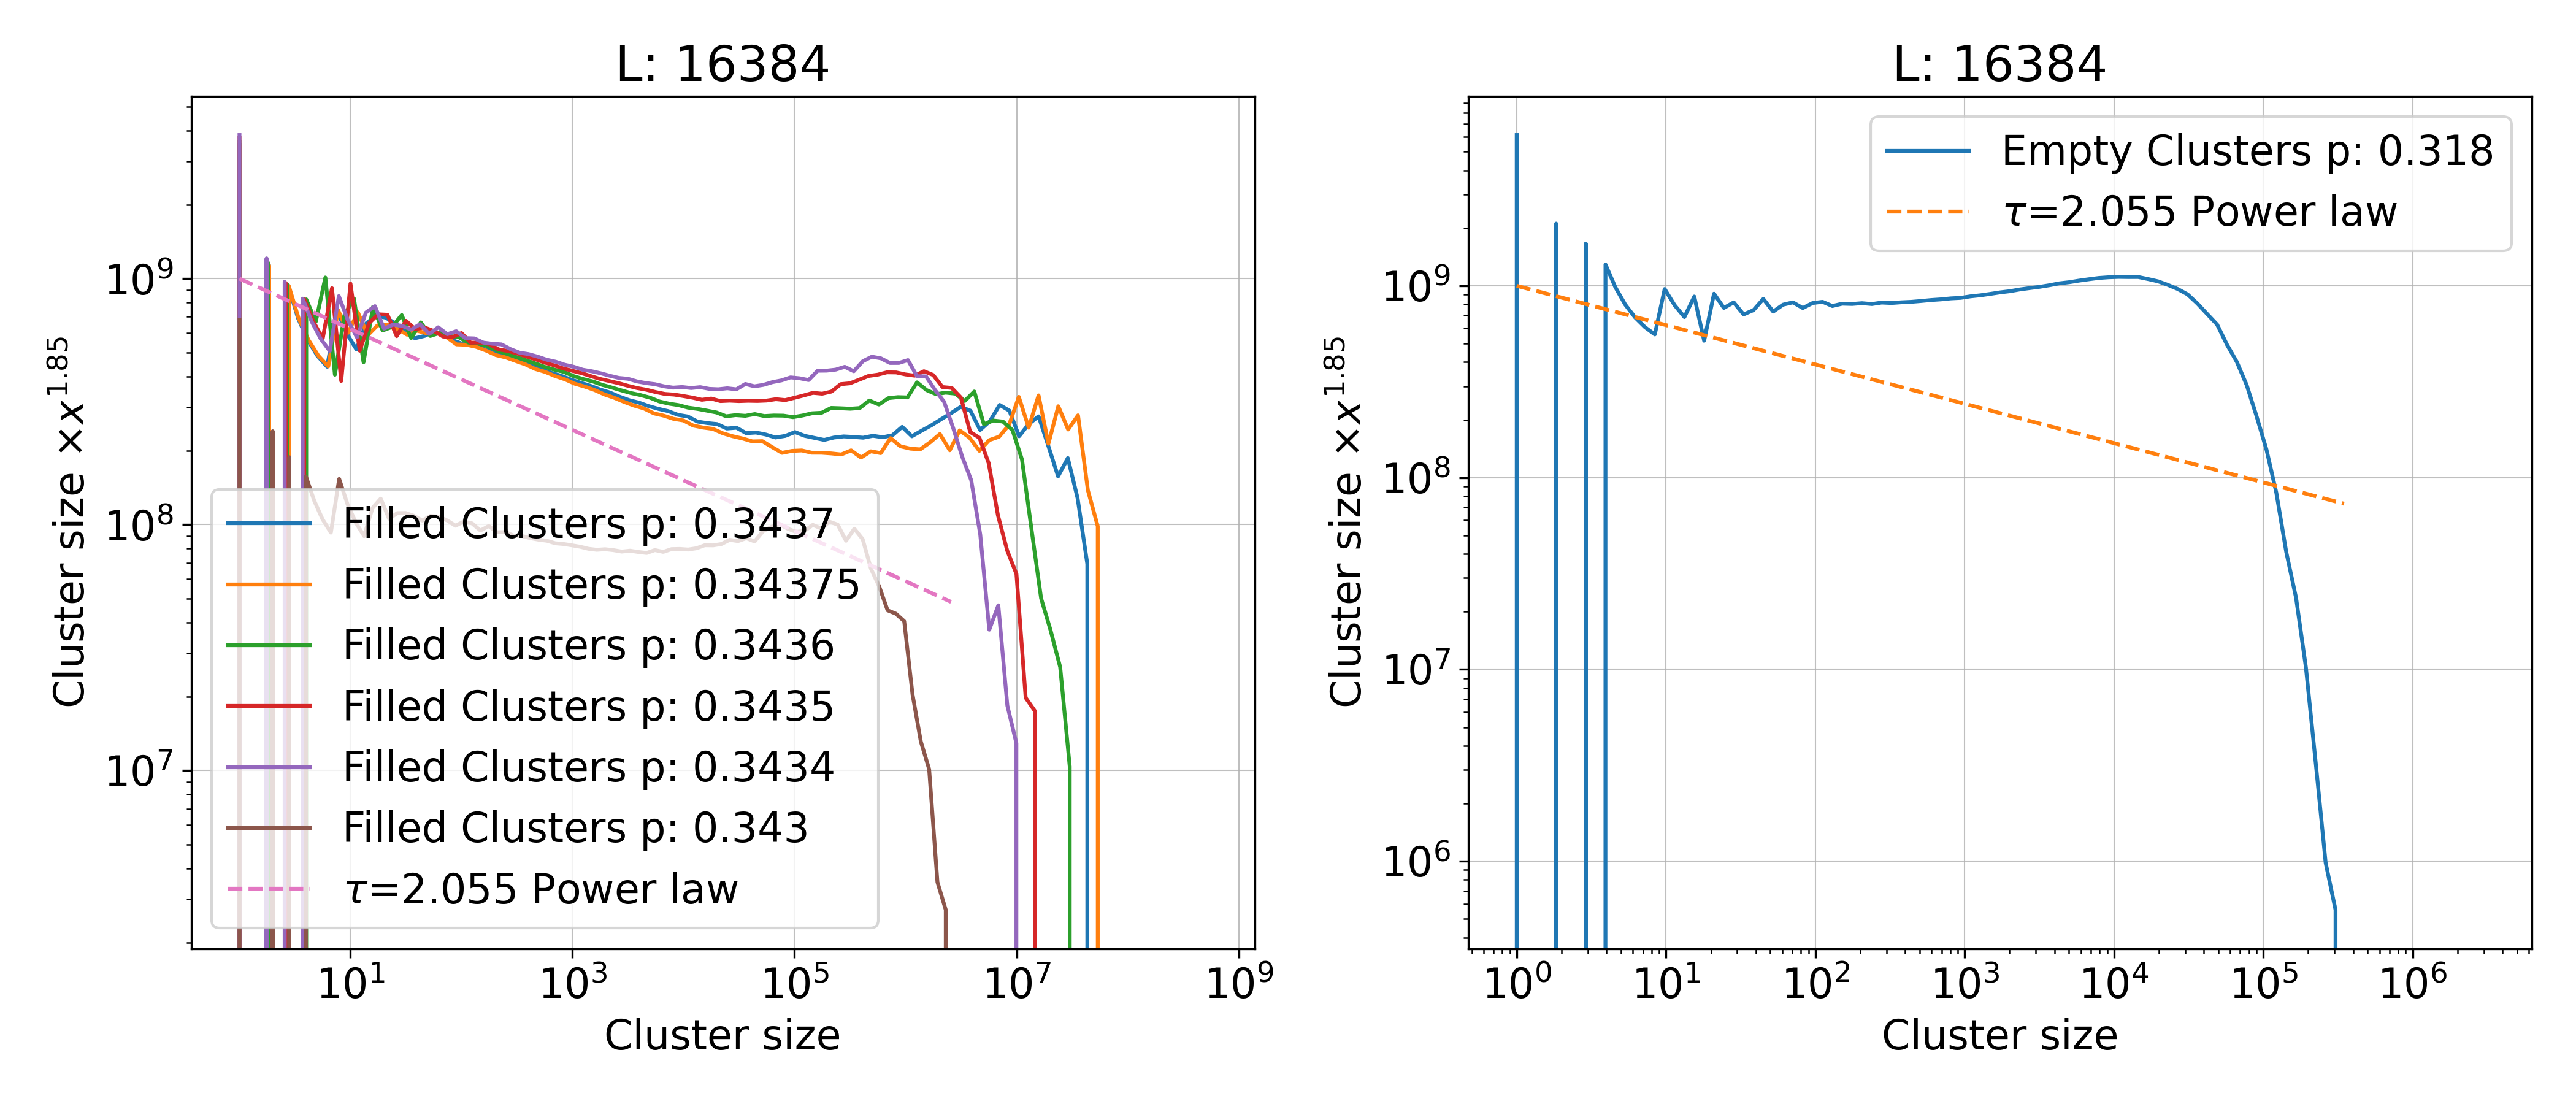 L: 16384
Cluster size ×x^1.85
10^9
10^8
10^7
Filled Clusters p: 0.3437
Filled Clusters p: 0.34375
Filled Clusters p: 0.3436
Filled Clusters p: 0.3435
Filled Clusters p: 0.3434
Filled Clusters p: 0.343
τ=2.055 Power law
10^1 10^3 10^5 10^7 10^9
Cluster size
L: 16384
Cluster size ×x^1.85
10^9
10^8
10^7
10^6
Empty Clusters p: 0.318
τ=2.055 Power law
10^0 10^1 10^2 10^3 10^4 10^5 10^6
Cluster size